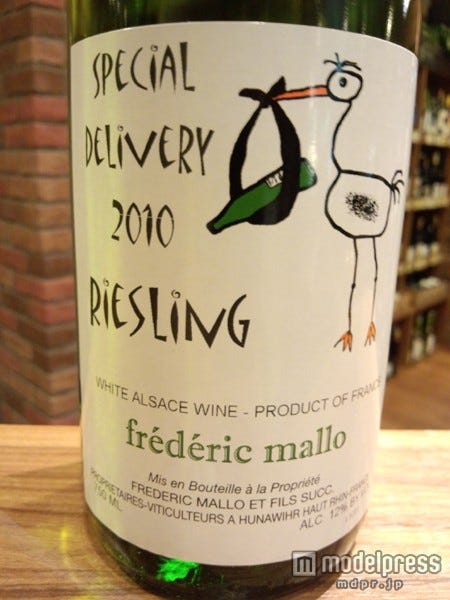 SPECIAL
DELIVERY
2010
RIESLING
WHITE ALSACE WINE - PRODUCT OF FRANCE
frédéric mallo
Mis en Bouteille à la Propriété
FREDERIC MALLO ET FILS SUCC.
PROPRIETAIRES-VITICULTEURS A HUNAWIHR HAUT RHIN-FRANCE
750 ML
ALC 12% BY
modelpress
mdpr.jp